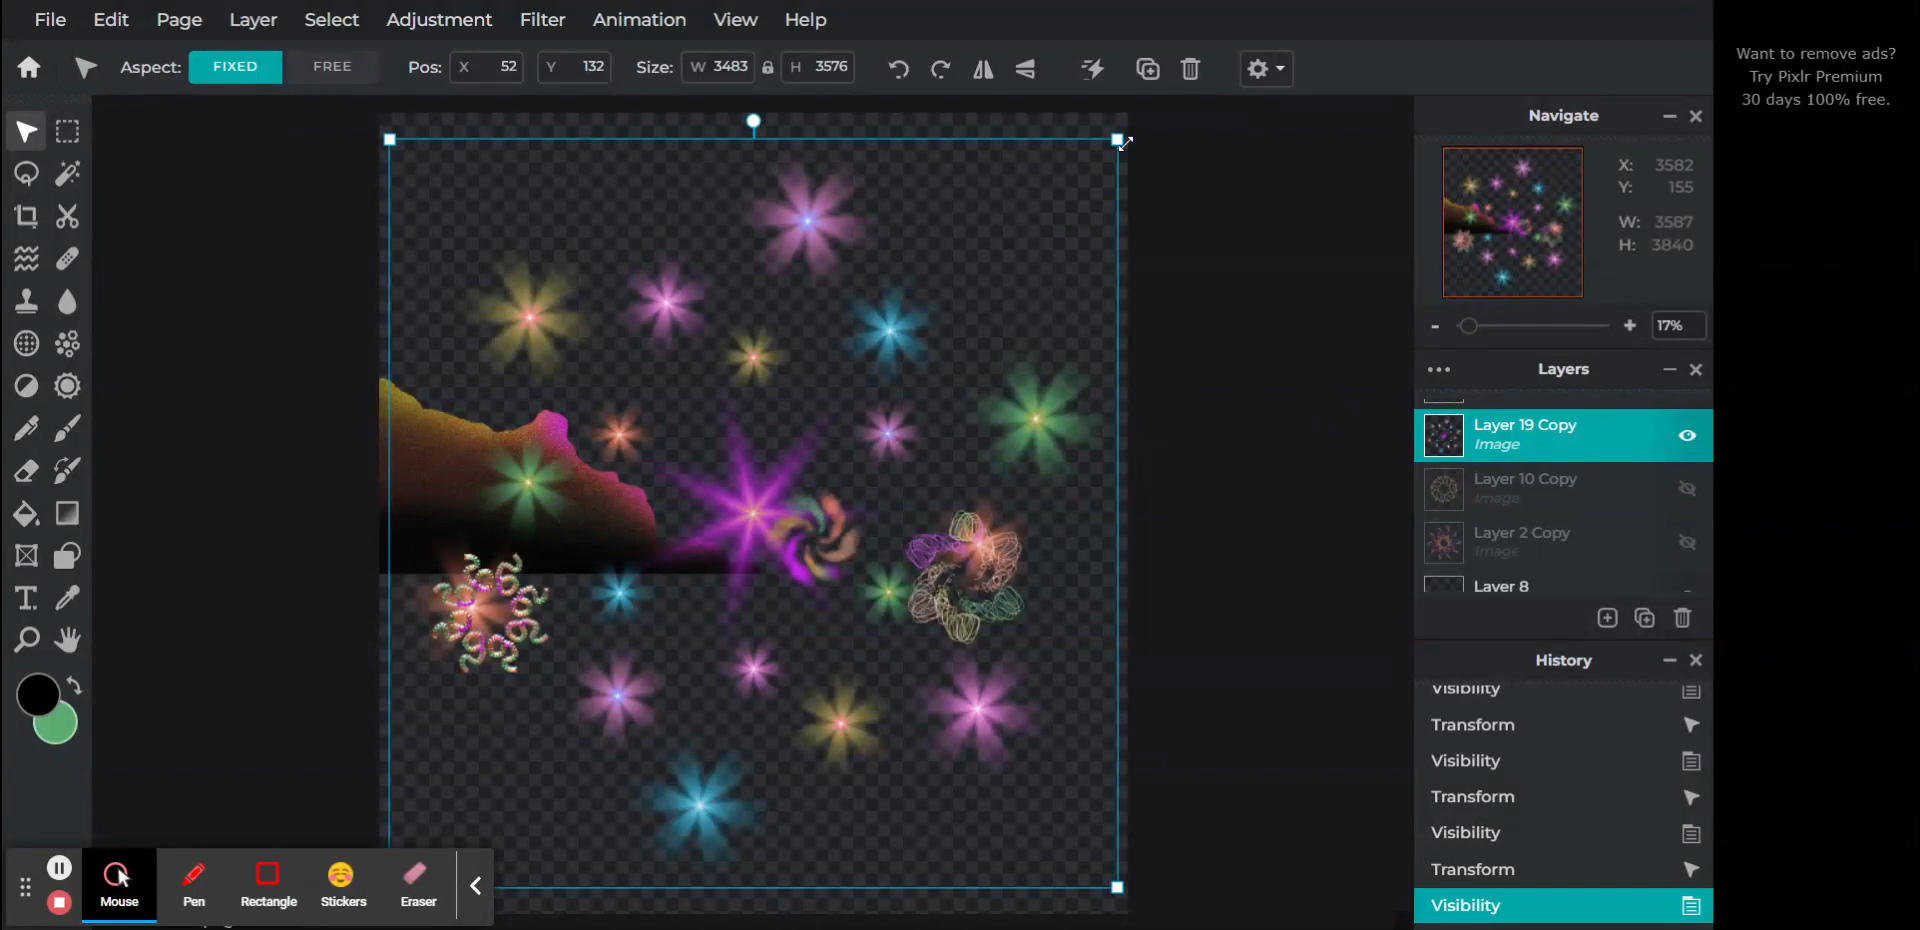 File Edit Page Layer Select Adjustment Filter Animation View Help
Aspect: FIXED FREE Pos: X 52 Y 132 Size: W 3483 H 3576
Want to remove ads?
Try Pixlr Premium
30 days 100% free.
Navigate
X: 3582
Y: 155
W: 3587
H: 3840
- + 17%
Layers
Layer 19 Copy
Image
Layer 10 Copy
Image
Layer 2 Copy
Image
Layer 8
T
History
Visibility
Transform
Visibility
Transform
Visibility
Transform
Visibility
Mouse Pen Rectangle Stickers Eraser